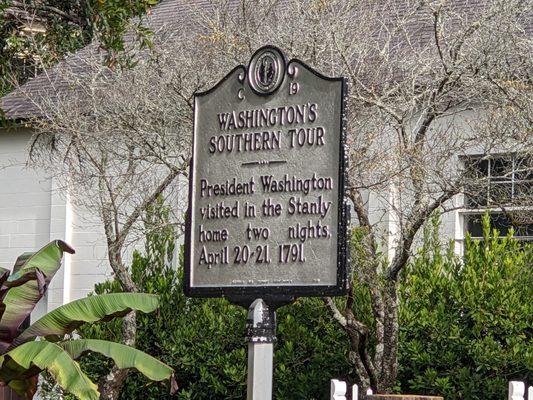 C 19
WASHINGTON'S
SOUTHERN TOUR
President Washington
visited in the Stanly
home two nights,
April 20-21, 1791.